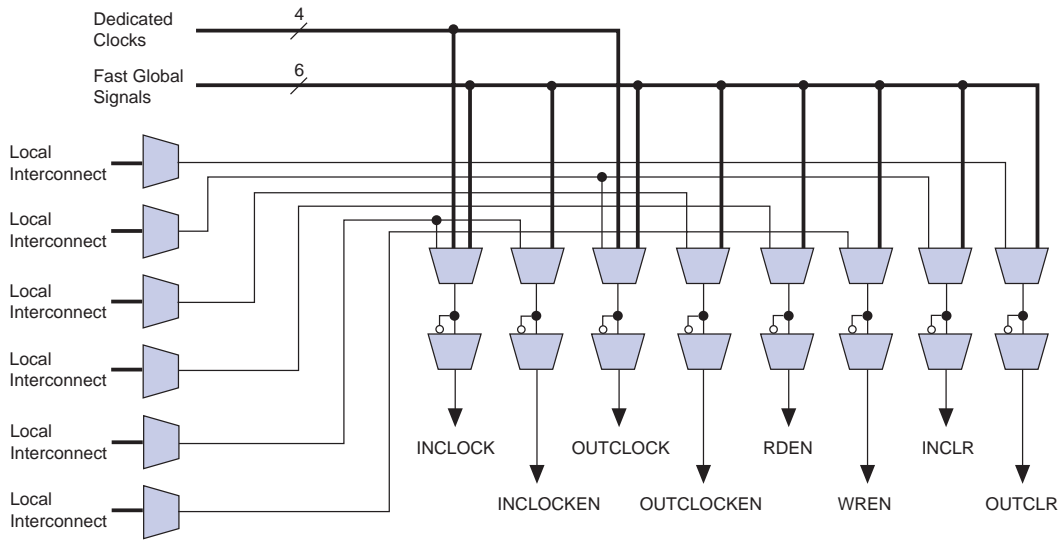 Dedicated
Clocks
4
Fast Global
Signals
6
Local
Interconnect
Local
Interconnect
Local
Interconnect
Local
Interconnect
Local
Interconnect
Local
Interconnect
INCLOCK
OUTCLOCK
RDEN
INCLR
INCLOCKEN
OUTCLOCKEN
WREN
OUTCLR